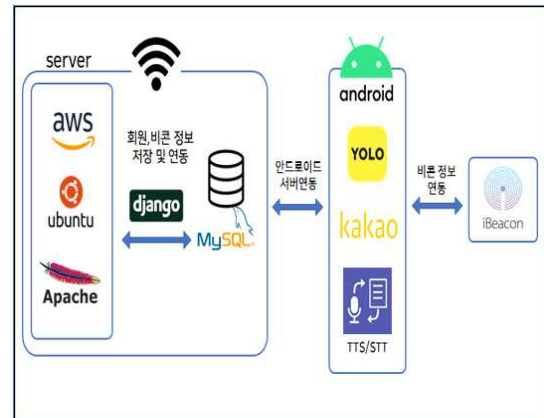 server
aws
ubuntu
Apache
회원,비콘 정보
저장 및 연동
django
MySQL
안드로이드
서버연동
android
YOLO
kakao
TTS/STT
비콘 정보
연동
iBeacon